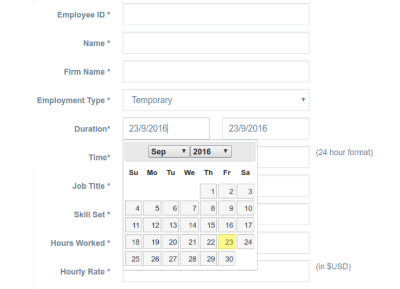 Employee ID *
Name *
Firm Name *
Employment Type * Temporary
Duration* 23/9/2016 23/9/2016
Time* (24 hour format)
Sep 2016
Su Mo Tu We Th Fr Sa
1 2 3
4 5 6 7 8 9 10
11 12 13 14 15 16 17
18 19 20 21 22 23 24
25 26 27 28 29 30
Job Title *
Skill Set *
Hours Worked *
Hourly Rate * (in $USD)